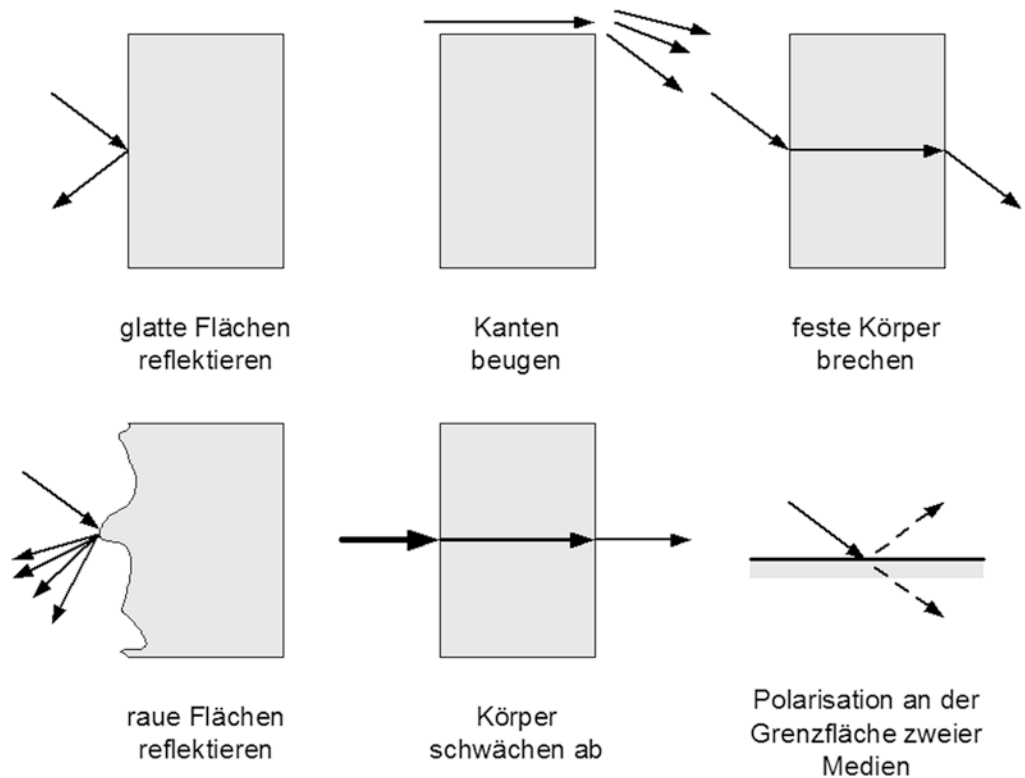 glatte Flächen
reflektieren
Kanten
beugen
feste Körper
brechen
raue Flächen
reflektieren
Körper
schwächen ab
Polarisation an der
Grenzfläche zweier
Medien